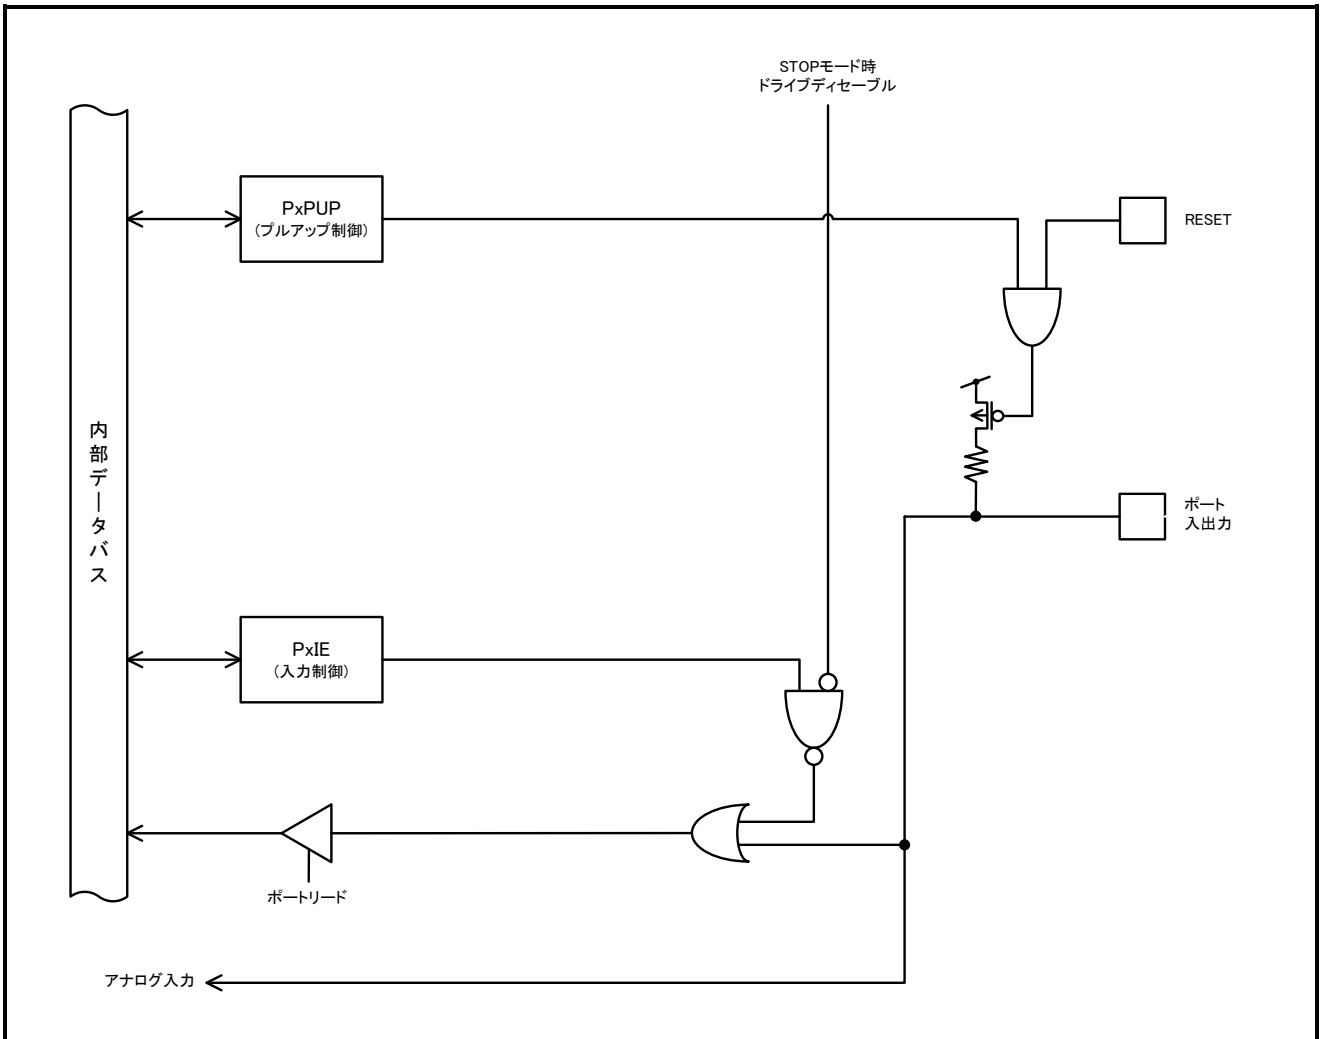 STOPモード時
ドライブディセーブル
PxPUP
(プルアップ制御)
RESET
内部データバス
ポート
入出力
PxIE
(入力制御)
ポートリード
アナログ入力